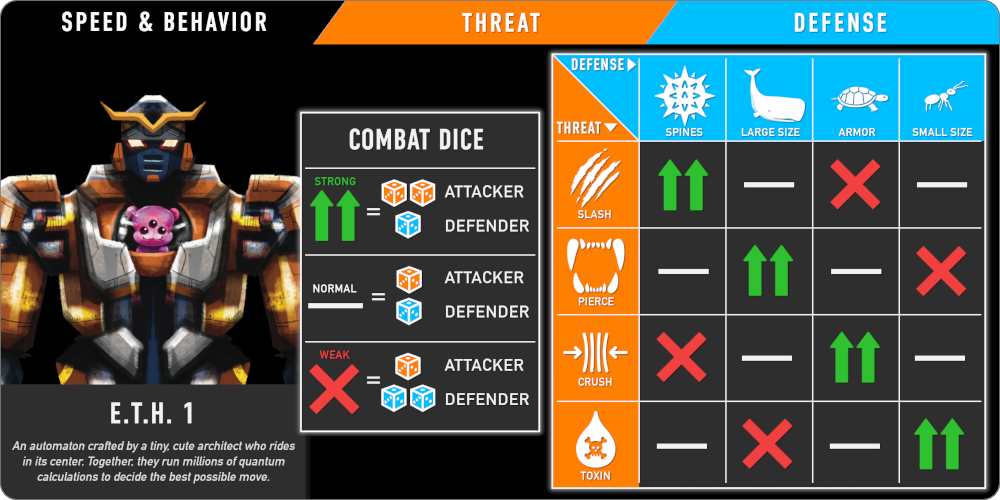 SPEED & BEHAVIOR
THREAT
DEFENSE
E.T.H. 1
An automaton crafted by a tiny, cute architect who rides
in its center. Together, they run millions of quantum
calculations to decide the best possible move.
COMBAT DICE
STRONG
= ATTACKER
DEFENDER
NORMAL
= ATTACKER
DEFENDER
WEAK
= ATTACKER
DEFENDER
DEFENSE
THREAT
SPINES
LARGE SIZE
ARMOR
SMALL SIZE
SLASH
PIERCE
CRUSH
TOXIN